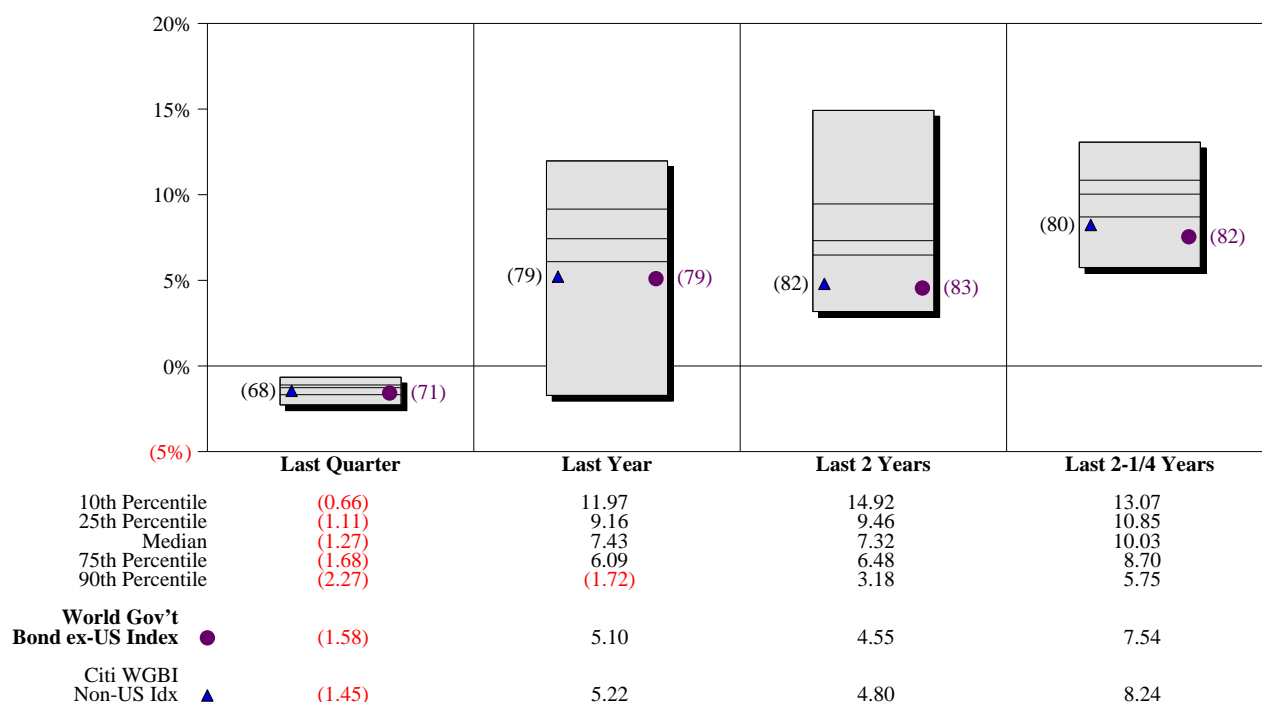 20%
15%
10%
5%
0%
(5%)
(68)
(71)
(79)
(79)
(82)
(83)
(80)
(82)
Last Quarter Last Year Last 2 Years Last 2-1/4 Years
10th Percentile (0.66) 11.97 14.92 13.07
25th Percentile (1.11) 9.16 9.46 10.85
Median (1.27) 7.43 7.32 10.03
75th Percentile (1.68) 6.09 6.48 8.70
90th Percentile (2.27) (1.72) 3.18 5.75
World Gov't
Bond ex-US Index (1.58) 5.10 4.55 7.54
Citi WGBI
Non-US Idx (1.45) 5.22 4.80 8.24